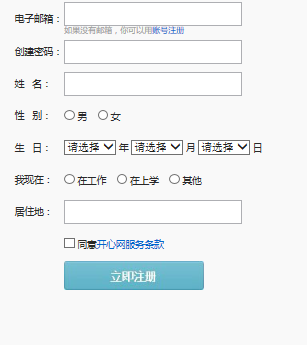 电子邮箱：
如果没有邮箱，你可以用账号注册
创建密码：
姓 名：
性 别： 男 女
生 日： 请选择 年 请选择 月 请选择 日
我现在： 在工作 在上学 其他
居住地：
同意开心网服务条款
立即注册